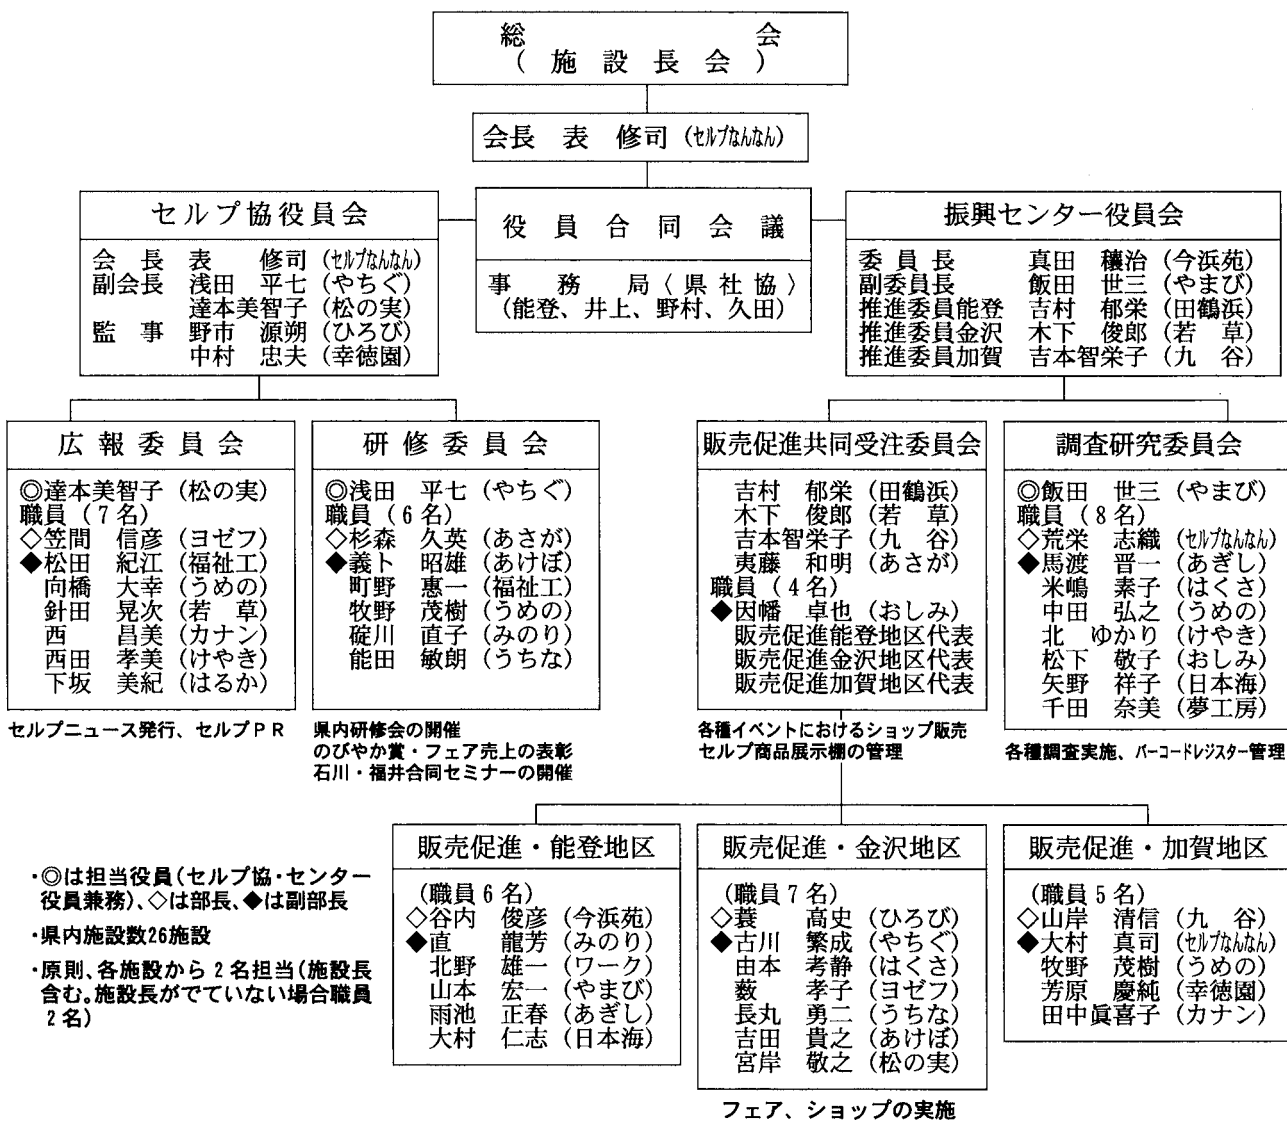 総会
(施設長会)
会長 表 修司 (セルプなんなん)
セルプ協役員会
会長 表 修司 (セルプなんなん)
副会長 浅田 平七 (やちぐ)
達本美智子 (松の実)
監事 野市 源朔 (ひろび)
中村 忠夫 (幸徳園)
役員合同会議
事務局〈県社協〉
(能登、井上、野村、久田)
振興センター役員会
委員長 真田 穰治 (今浜苑)
副委員長 飯田 世三 (やまび)
推進委員能登 吉村 郁栄 (田鶴浜)
推進委員金沢 木下 俊郎 (若草)
推進委員加賀 吉本智栄子 (九谷)
広報委員会
◎達本美智子 (松の実)
職員 (7名)
◇笠間 信彦 (ヨゼフ)
◆松田 紀江 (福祉工)
向橋 大幸 (うめの)
針田 晃次 (若草)
西 昌美 (カナン)
西田 孝美 (けやき)
下坂 美紀 (はるか)
セルプニュース発行、セルプPR
研修委員会
◎浅田 平七 (やちぐ)
職員 (6名)
◇杉森 久英 (あさが)
◆義卜 昭雄 (あけぼ)
町野 惠一 (福祉工)
牧野 茂樹 (うめの)
碇川 直子 (みのり)
能田 敏朗 (うちな)
県内研修会の開催
のびやか賞・フェア売上の表彰
石川・福井合同セミナーの開催
販売促進共同受注委員会
吉村 郁栄 (田鶴浜)
木下 俊郎 (若草)
吉本智栄子 (九谷)
夷藤 和明 (あさが)
職員 (4名)
◆因幡 卓也 (おしみ)
販売促進能登地区代表
販売促進金沢地区代表
販売促進加賀地区代表
各種イベントにおけるショップ販売
セルプ商品展示棚の管理
調査研究委員会
◎飯田 世三 (やまび)
職員 (8名)
◇荒栄 志織 (セルプなんなん)
◆馬渡 晋一 (あぎし)
米嶋 素子 (はくさ)
中田 弘之 (うめの)
北 ゆかり (けやき)
松下 敬子 (おしみ)
矢野 祥子 (日本海)
千田 奈美 (夢工房)
各種調査実施、バーコードレジスター管理
・◎は担当役員(セルプ協・センター
役員兼務)、◇は部長、◆は副部長
・県内施設数26施設
・原則、各施設から2名担当(施設長
含む。施設長がでていない場合職員
2名)
販売促進・能登地区
(職員6名)
◇谷内 俊彦 (今浜苑)
◆直 龍芳 (みのり)
北野 雄一 (ワーク)
山本 宏一 (やまび)
雨池 正春 (あぎし)
大村 仁志 (日本海)
販売促進・金沢地区
(職員7名)
◇蓑 高史 (ひろび)
◆古川 繁成 (やちぐ)
由本 考静 (はくさ)
薮 孝子 (ヨゼフ)
長丸 勇二 (うちな)
吉田 貴之 (あけぼ)
宮岸 敬之 (松の実)
フェア、ショップの実施
販売促進・加賀地区
(職員5名)
◇山岸 清信 (九谷)
◆大村 真司 (セルプなんなん)
牧野 茂樹 (うめの)
芳原 慶純 (幸徳園)
田中眞喜子 (カナン)